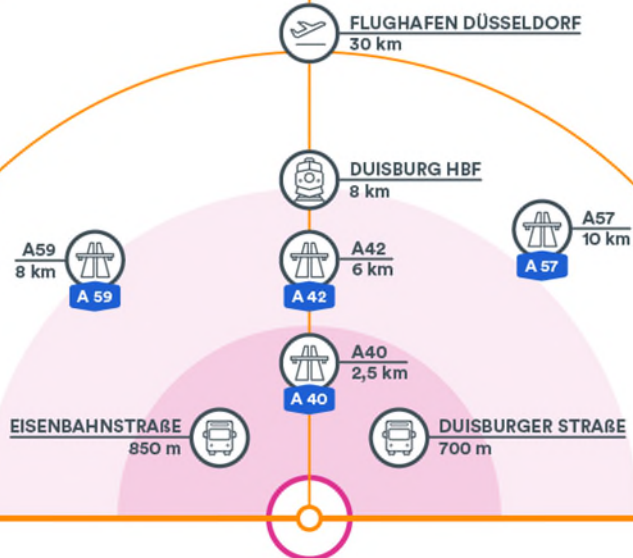 FLUGHAFEN DÜSSELDORF
30 km
DUISBURG HBF
8 km
A57
10 km
A 57
A59
8 km
A 59
A42
6 km
A 42
A40
2,5 km
A 40
EISENBAHNSTRAßE
850 m
DUISBURGER STRAßE
700 m